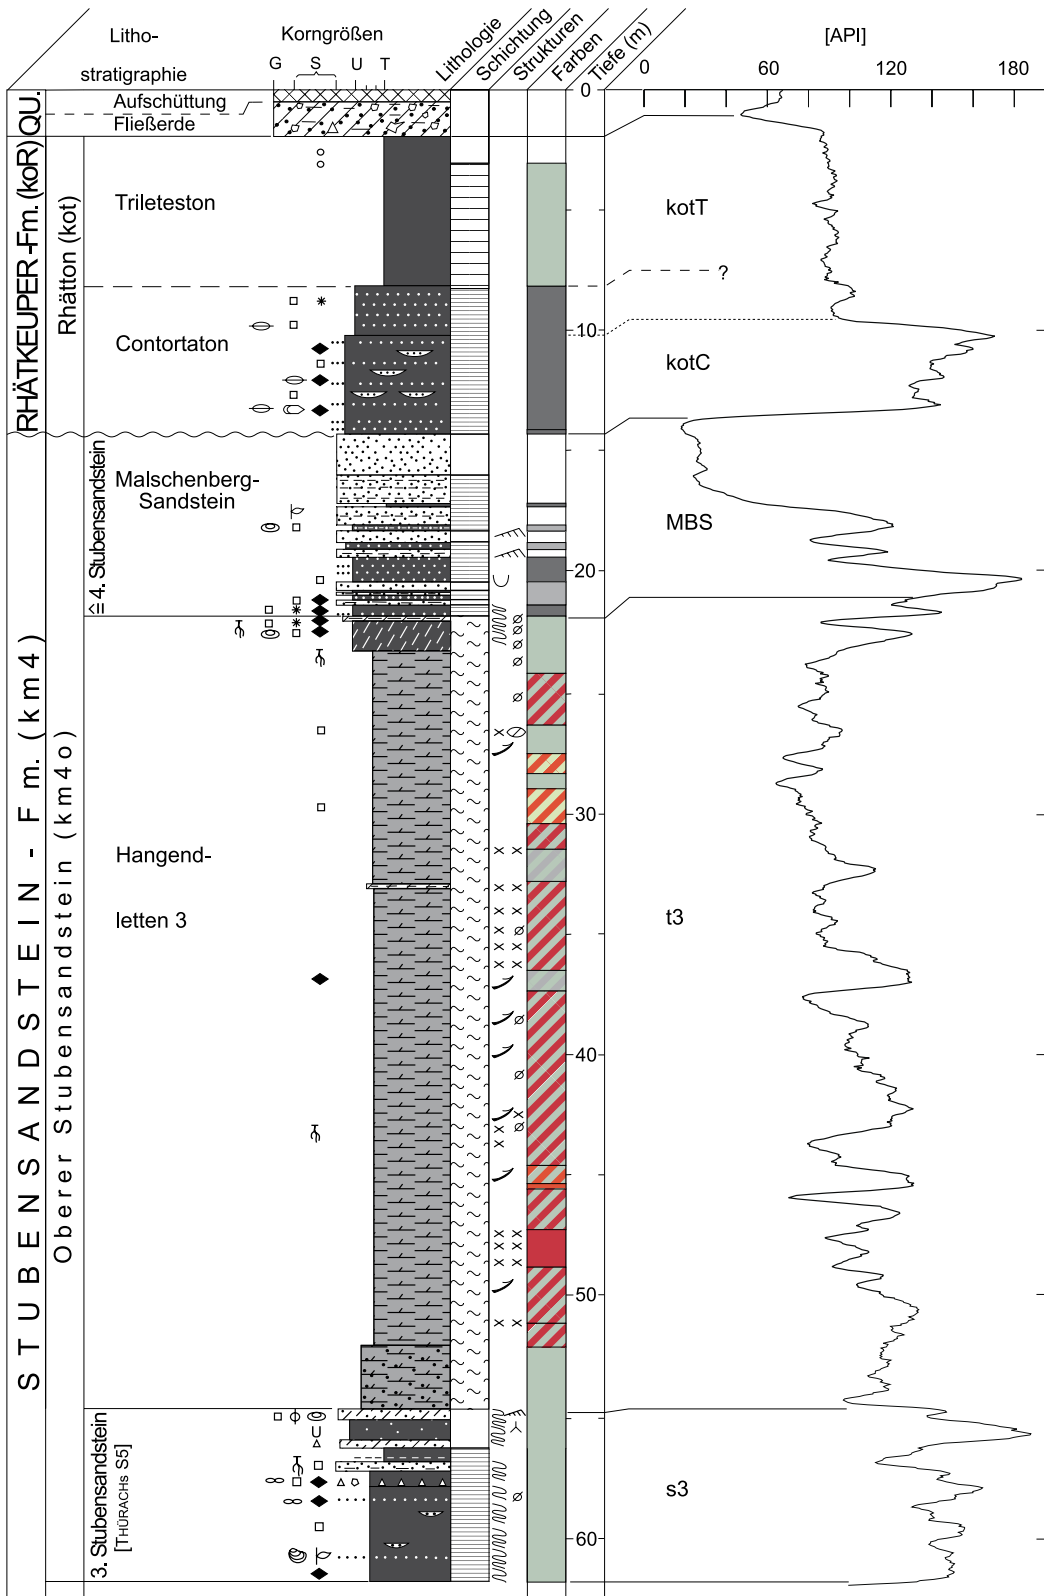 Litho-
stratigraphie
Korngrößen
G S U T
Lithologie
Schichtung
Strukturen
Farben
Tiefe (m)
[API]
0 60 120 180
0
10
20
30
40
50
60
QU.
Aufschüttung
Fließerde
RHÄTKEUPER-Fm. (koR)
Rhätton (kot)
Trileteston
kotT
?
Contortaton
kotC
STUBENSANDSTEIN - Fm. (km4)
Oberer Stubensandstein (km4o)
≙4. Stubensandstein
Malschenberg-
Sandstein
MBS
Hangend-
letten 3
t3
3. Stubensandstein
[THÜRACHs S5]
s3